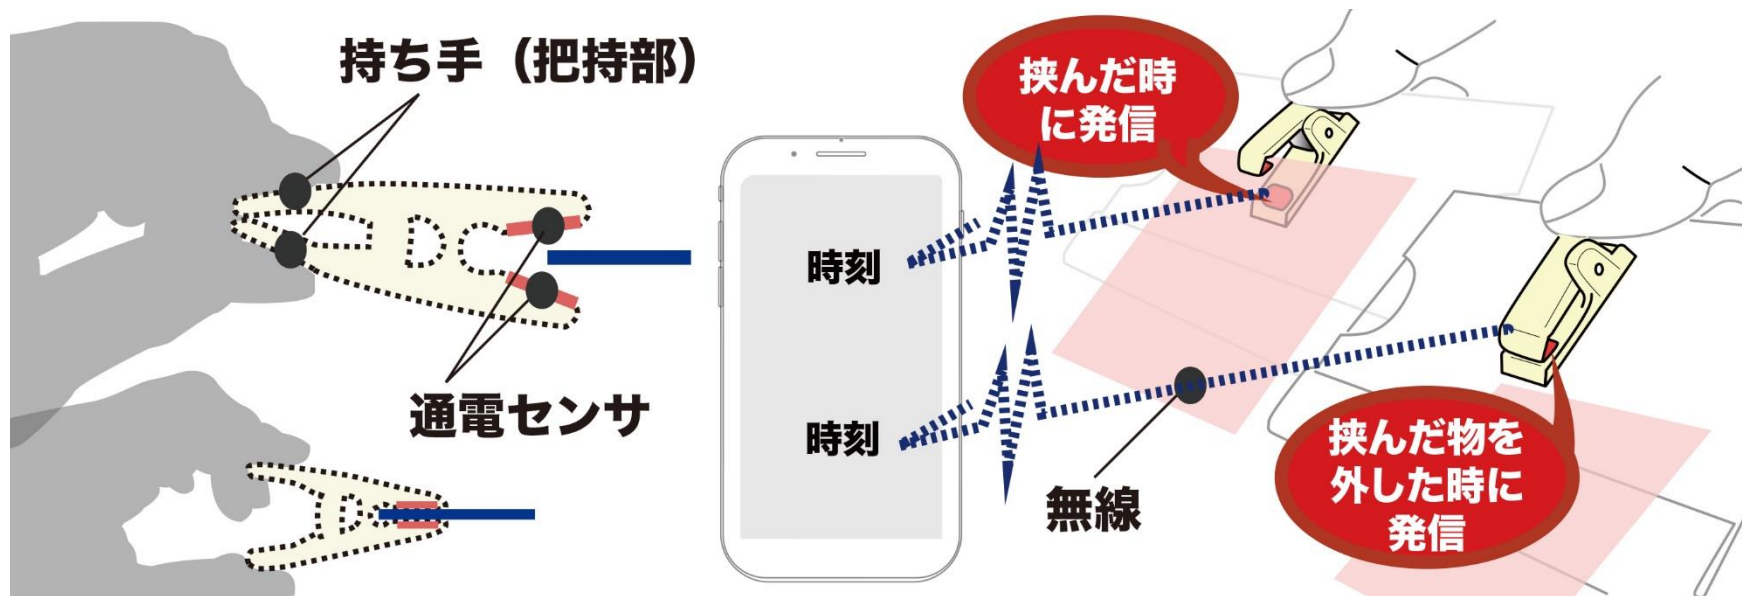 持ち手（把持部）
通電センサ
時刻
時刻
挟んだ時
に発信
無線
挟んだ物を
外した時に
発信